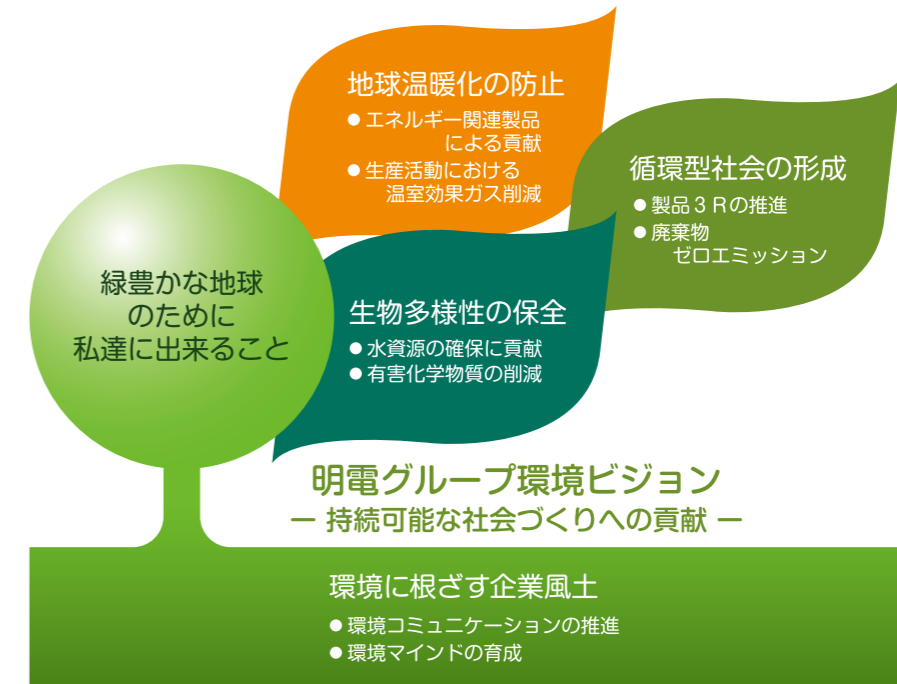 地球温暖化の防止
● エネルギー関連製品
による貢献
● 生産活動における
温室効果ガス削減
循環型社会の形成
● 製品３Ｒの推進
● 廃棄物
ゼロエミッション
緑豊かな地球
のために
私達に出来ること
生物多様性の保全
● 水資源の確保に貢献
● 有害化学物質の削減
明電グループ環境ビジョン
ー 持続可能な社会づくりへの貢献 ー
環境に根ざす企業風土
● 環境コミュニケーションの推進
● 環境マインドの育成